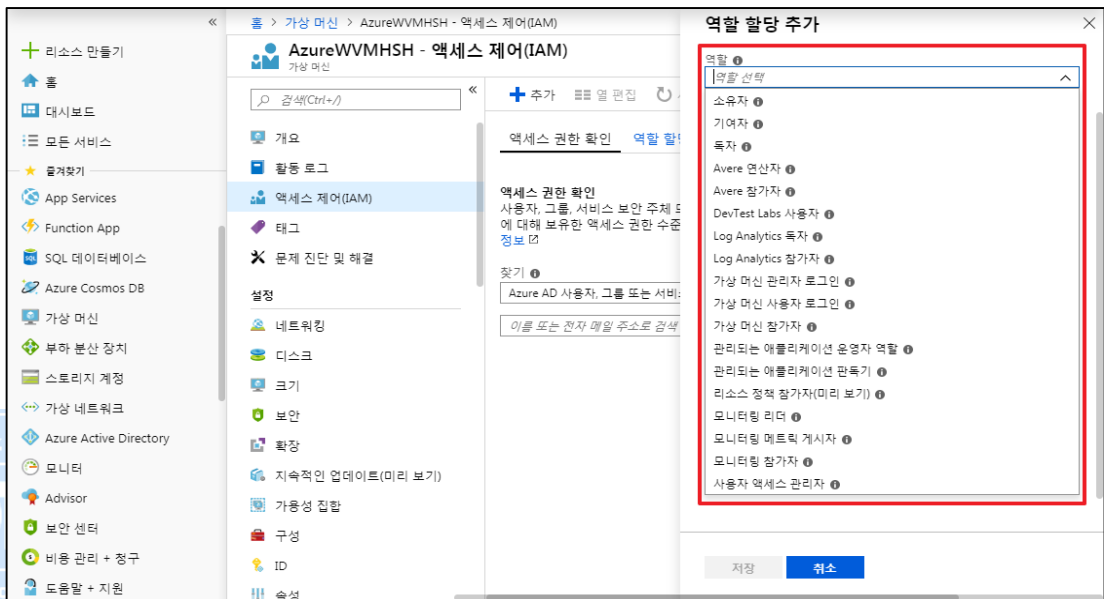 «
리소스 만들기
홈
대시보드
모든 서비스
즐겨찾기
App Services
Function App
SQL 데이터베이스
Azure Cosmos DB
가상 머신
부하 분산 장치
스토리지 계정
가상 네트워크
Azure Active Directory
모니터
Advisor
보안 센터
비용 관리 + 청구
도움말 + 지원
홈 > 가상 머신 > AzureWVMHSH - 액세스 제어(IAM)
AzureWVMHSH - 액세스 제어(IAM)
가상 머신
검색(Ctrl+/)
«
개요
활동 로그
액세스 제어(IAM)
태그
문제 진단 및 해결
설정
네트워킹
디스크
크기
보안
확장
지속적인 업데이트(미리 보기)
가용성 집합
구성
ID
속성
추가
열 편집
액세스 권한 확인
역할
액세스 권한 확인
사용자, 그룹, 서비스 보안 주체
에 대해 보유한 액세스 권한 수준
정보
찾기
Azure AD 사용자, 그룹 또는
이름 또는 전자 메일 주소로 검색
역할 할당 추가
역할
역할 선택
소유자
기여자
독자
Avere 연산자
Avere 참가자
DevTest Labs 사용자
Log Analytics 독자
Log Analytics 참가자
가상 머신 관리자 로그인
가상 머신 사용자 로그인
가상 머신 참가자
관리되는 애플리케이션 운영자 역할
관리되는 애플리케이션 판독기
리소스 정책 참가자(미리 보기)
모니터링 리더
모니터링 메트릭 게시자
모니터링 참가자
사용자 액세스 관리자
저장
취소